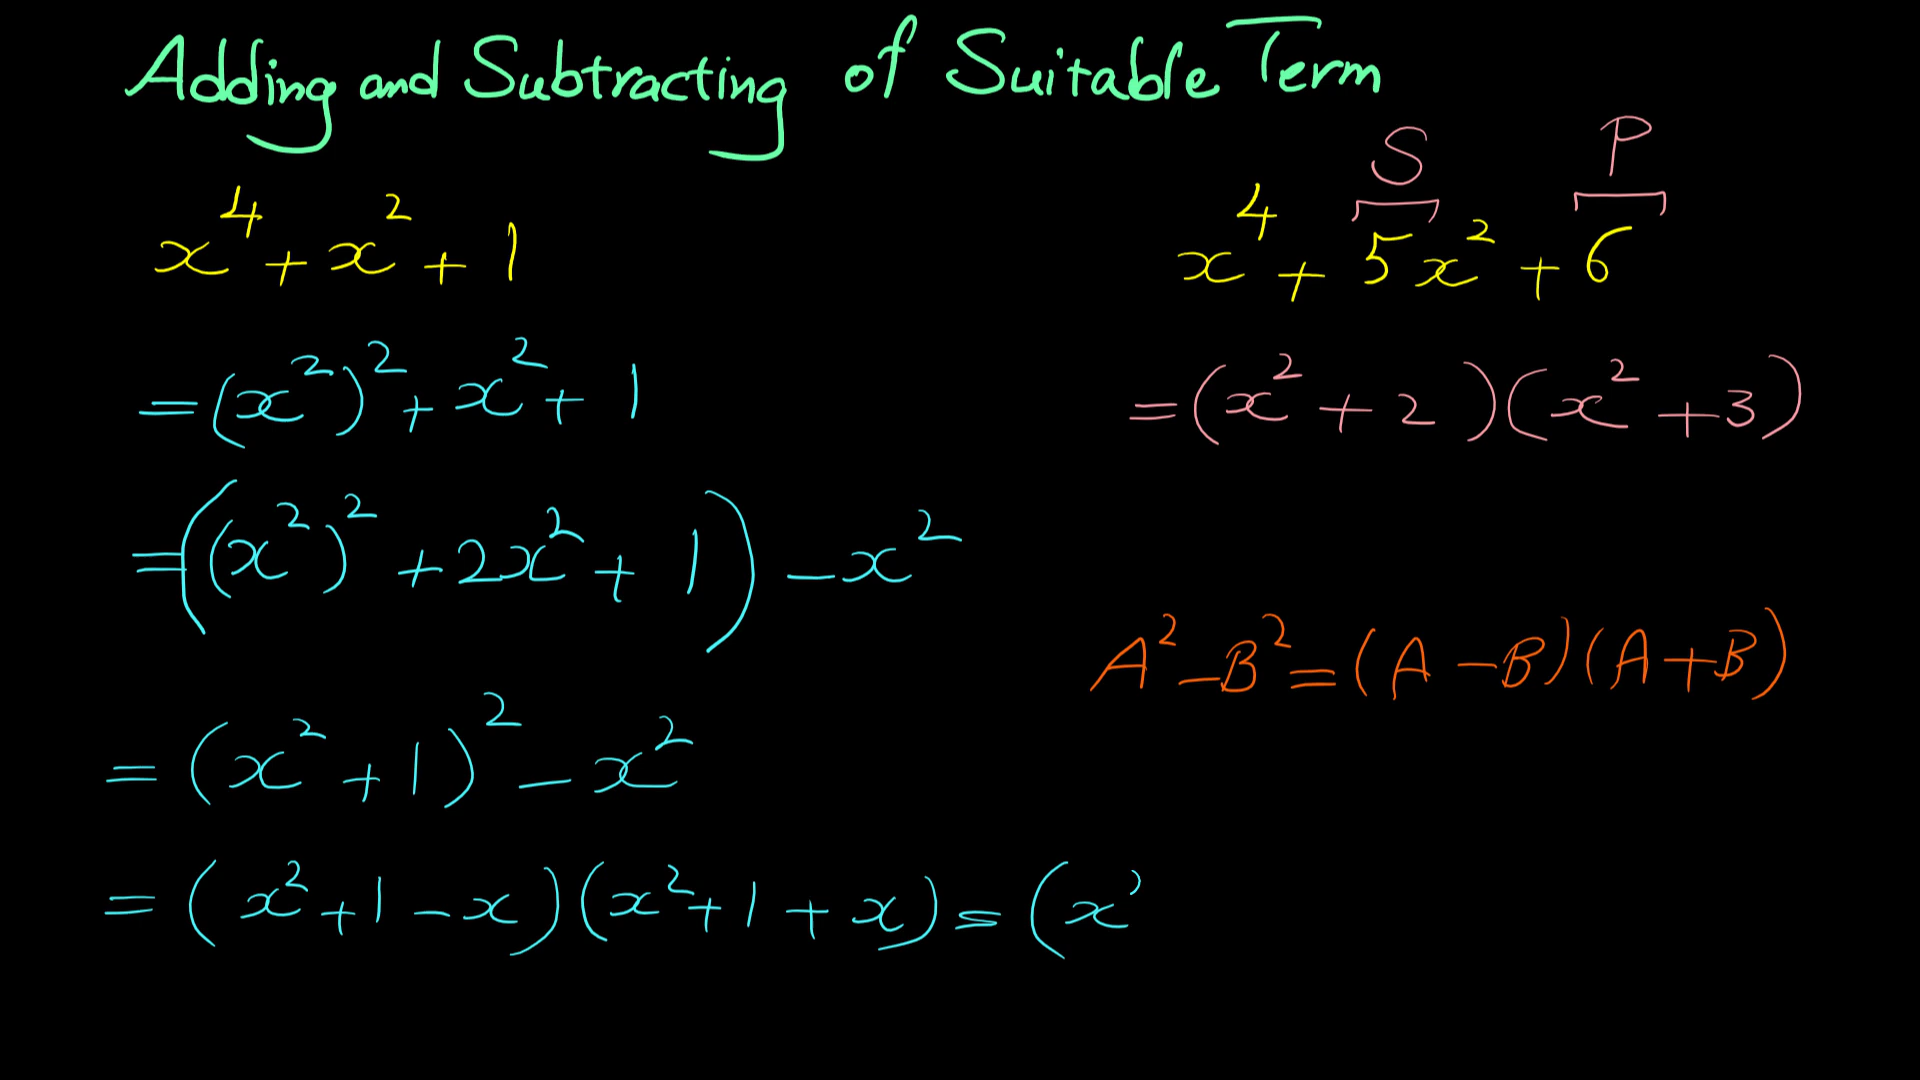 Adding and Subtracting of Suitable Term
x⁴ + x² + 1
= (x²)² + x² + 1
= ((x²)² + 2x² + 1) - x²
= (x² + 1)² - x²
= (x² + 1 - x)(x² + 1 + x) = (x²
S P
x⁴ + 5x² + 6
= (x² + 2)(x² + 3)
A² - B² = (A - B)(A + B)